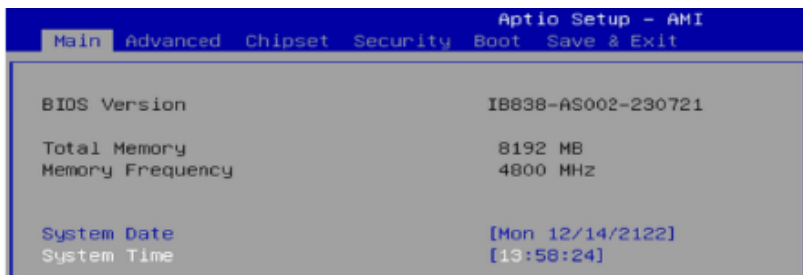 Aptio Setup - AMI
Main Advanced Chipset Security Boot Save & Exit
BIOS Version IB838-AS002-230721
Total Memory 8192 MB
Memory Frequency 4800 MHz
System Date [Mon 12/14/2122]
System Time [13:58:24]